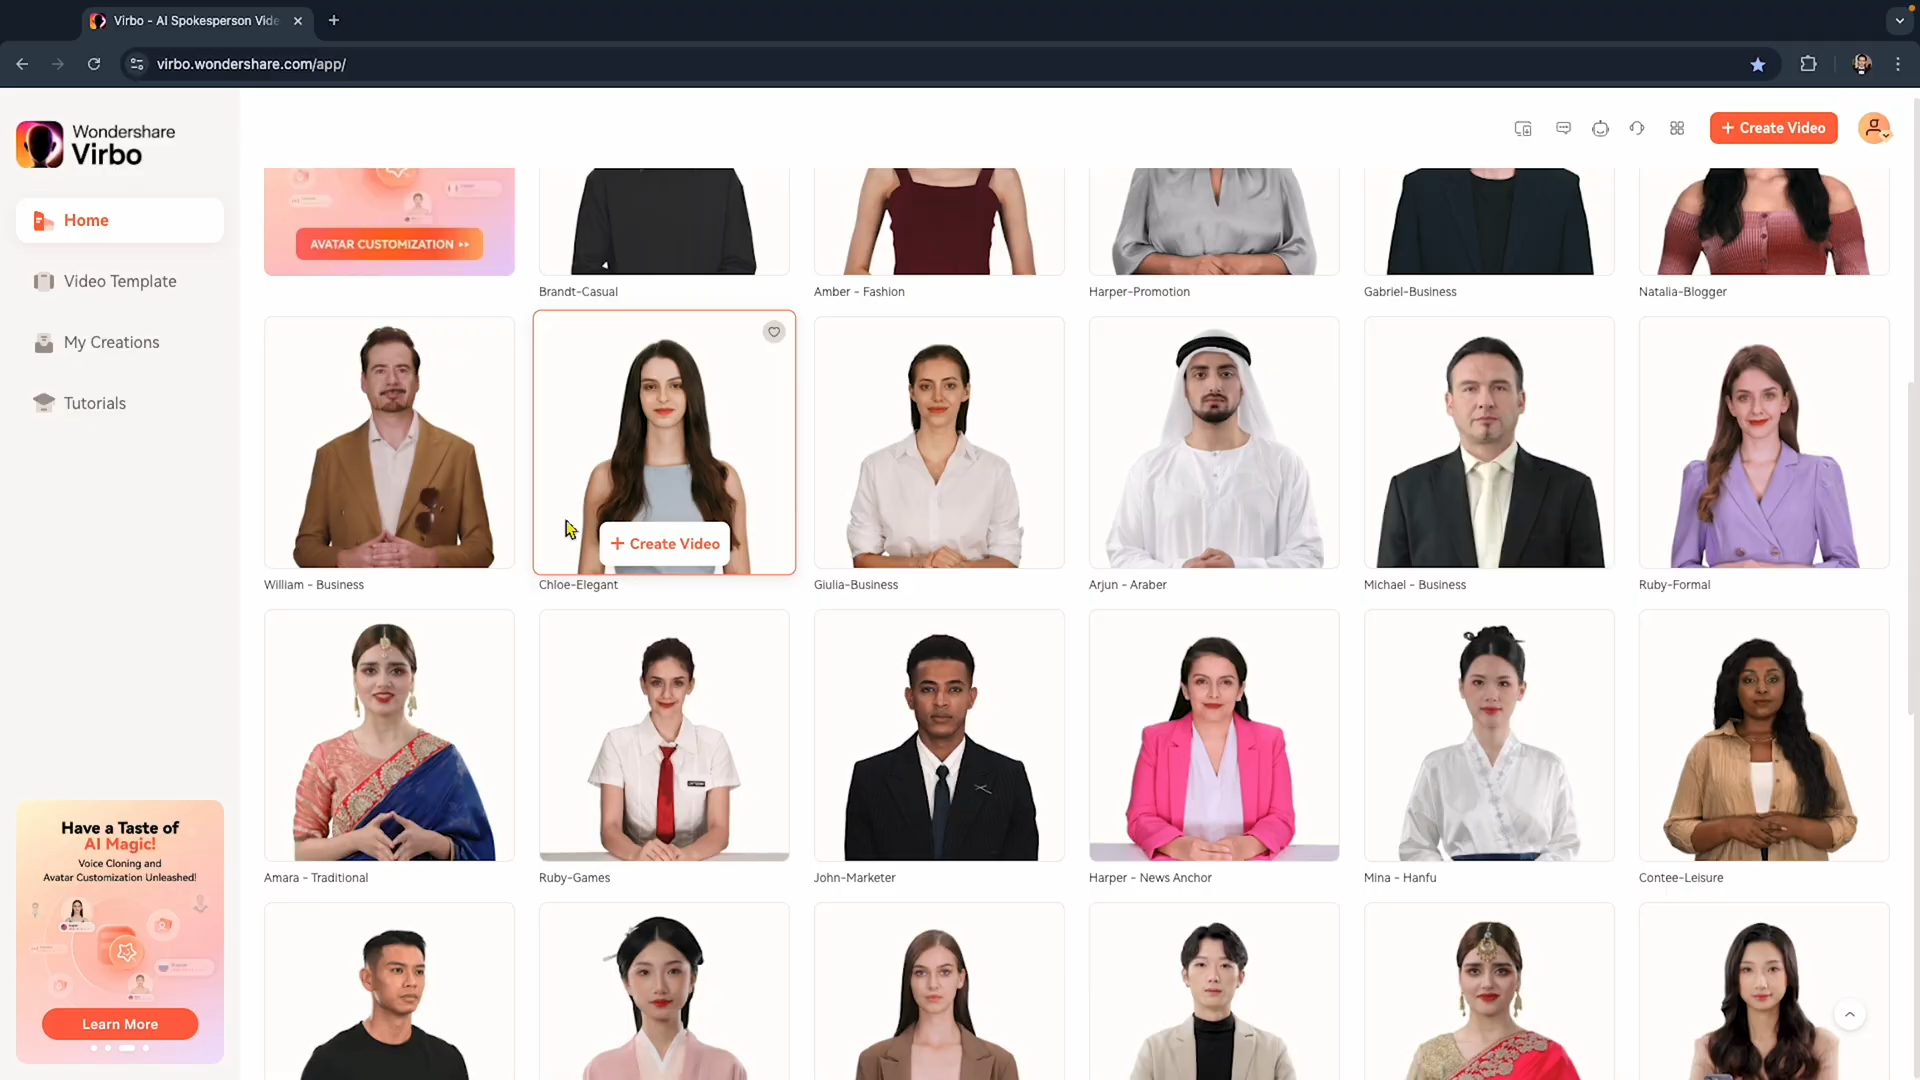 Virbo - AI Spokesperson Vide
virbo.wondershare.com/app/
Wondershare
Virbo
+ Create Video
Home
Video Template
My Creations
Tutorials
AVATAR CUSTOMIZATION >>
Brandt-Casual
Amber - Fashion
Harper-Promotion
Gabriel-Business
Natalia-Blogger
+ Create Video
William - Business
Chloe-Elegant
Giulia-Business
Arjun - Araber
Michael - Business
Ruby-Formal
Amara - Traditional
Ruby-Games
John-Marketer
Harper - News Anchor
Mina - Hanfu
Contee-Leisure
Have a Taste of
AI Magic!
Voice Cloning and
Avatar Customization Unleashed!
Learn More